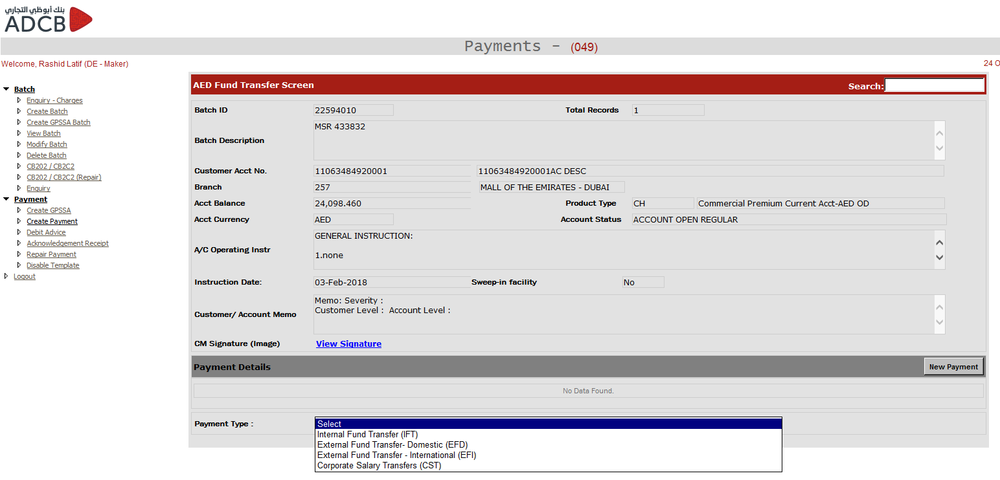 بنك أبوظبي التجاري
ADCB
Payments - (049)
Welcome, Rashid Latif (DE - Maker)
24 O
Batch
Enquiry - Charges
Create Batch
Create GPSSA Batch
View Batch
Modify Batch
Delete Batch
CB202 / CB2C2
CB202 / CB2C2 (Repair)
Enquiry
Payment
Create GPSSA
Create Payment
Debit Advice
Acknowledgement Receipt
Repair Payment
Disable Template
Logout
AED Fund Transfer Screen Search:
Batch ID 22594010 Total Records 1
Batch Description MSR 433832
Customer Acct No. 11063484920001 11063484920001AC DESC
Branch 257 MALL OF THE EMIRATES - DUBAI
Acct Balance 24,098.460 Product Type CH Commercial Premium Current Acct-AED OD
Acct Currency AED Account Status ACCOUNT OPEN REGULAR
A/C Operating Instr GENERAL INSTRUCTION:
1.none
Instruction Date: 03-Feb-2018 Sweep-in facility No
Customer/ Account Memo Memo: Severity :
Customer Level : Account Level :
CM Signature (Image) View Signature
Payment Details New Payment
No Data Found.
Payment Type : Select
Internal Fund Transfer (IFT)
External Fund Transfer- Domestic (EFD)
External Fund Transfer - International (EFI)
Corporate Salary Transfers (CST)